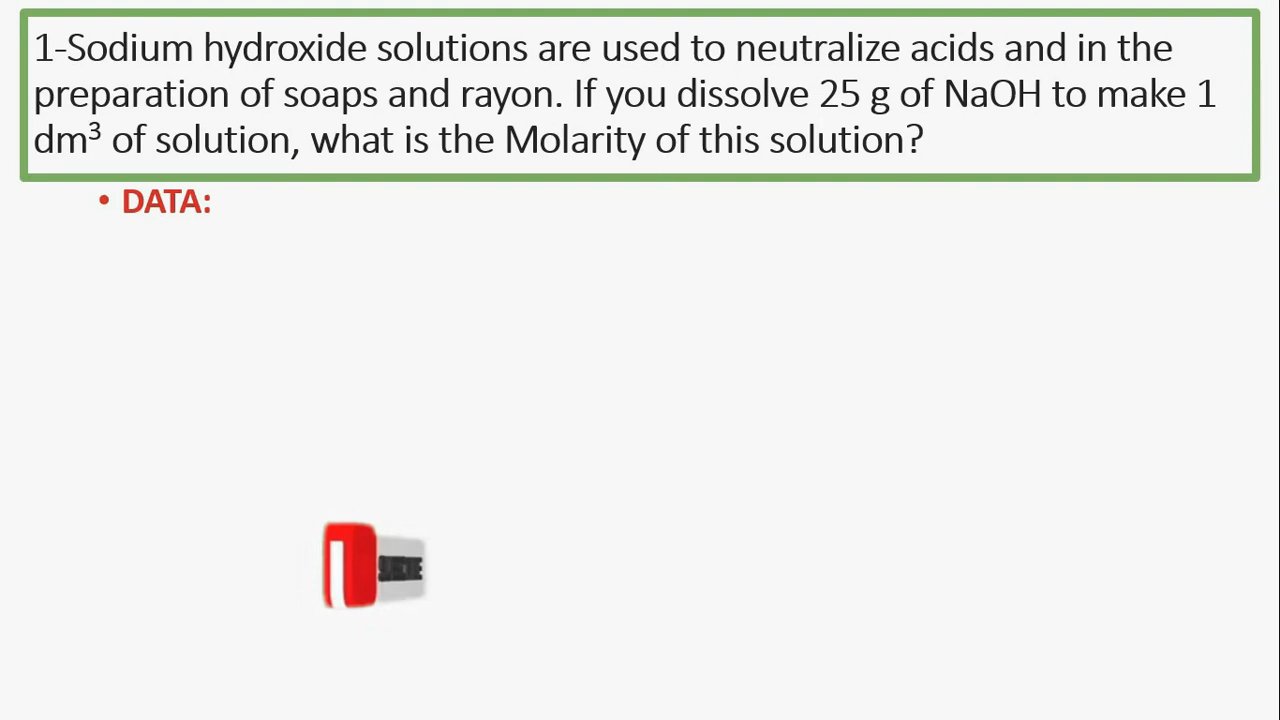 1-Sodium hydroxide solutions are used to neutralize acids and in the
preparation of soaps and rayon. If you dissolve 25 g of NaOH to make 1
dm³ of solution, what is the Molarity of this solution?
• DATA: